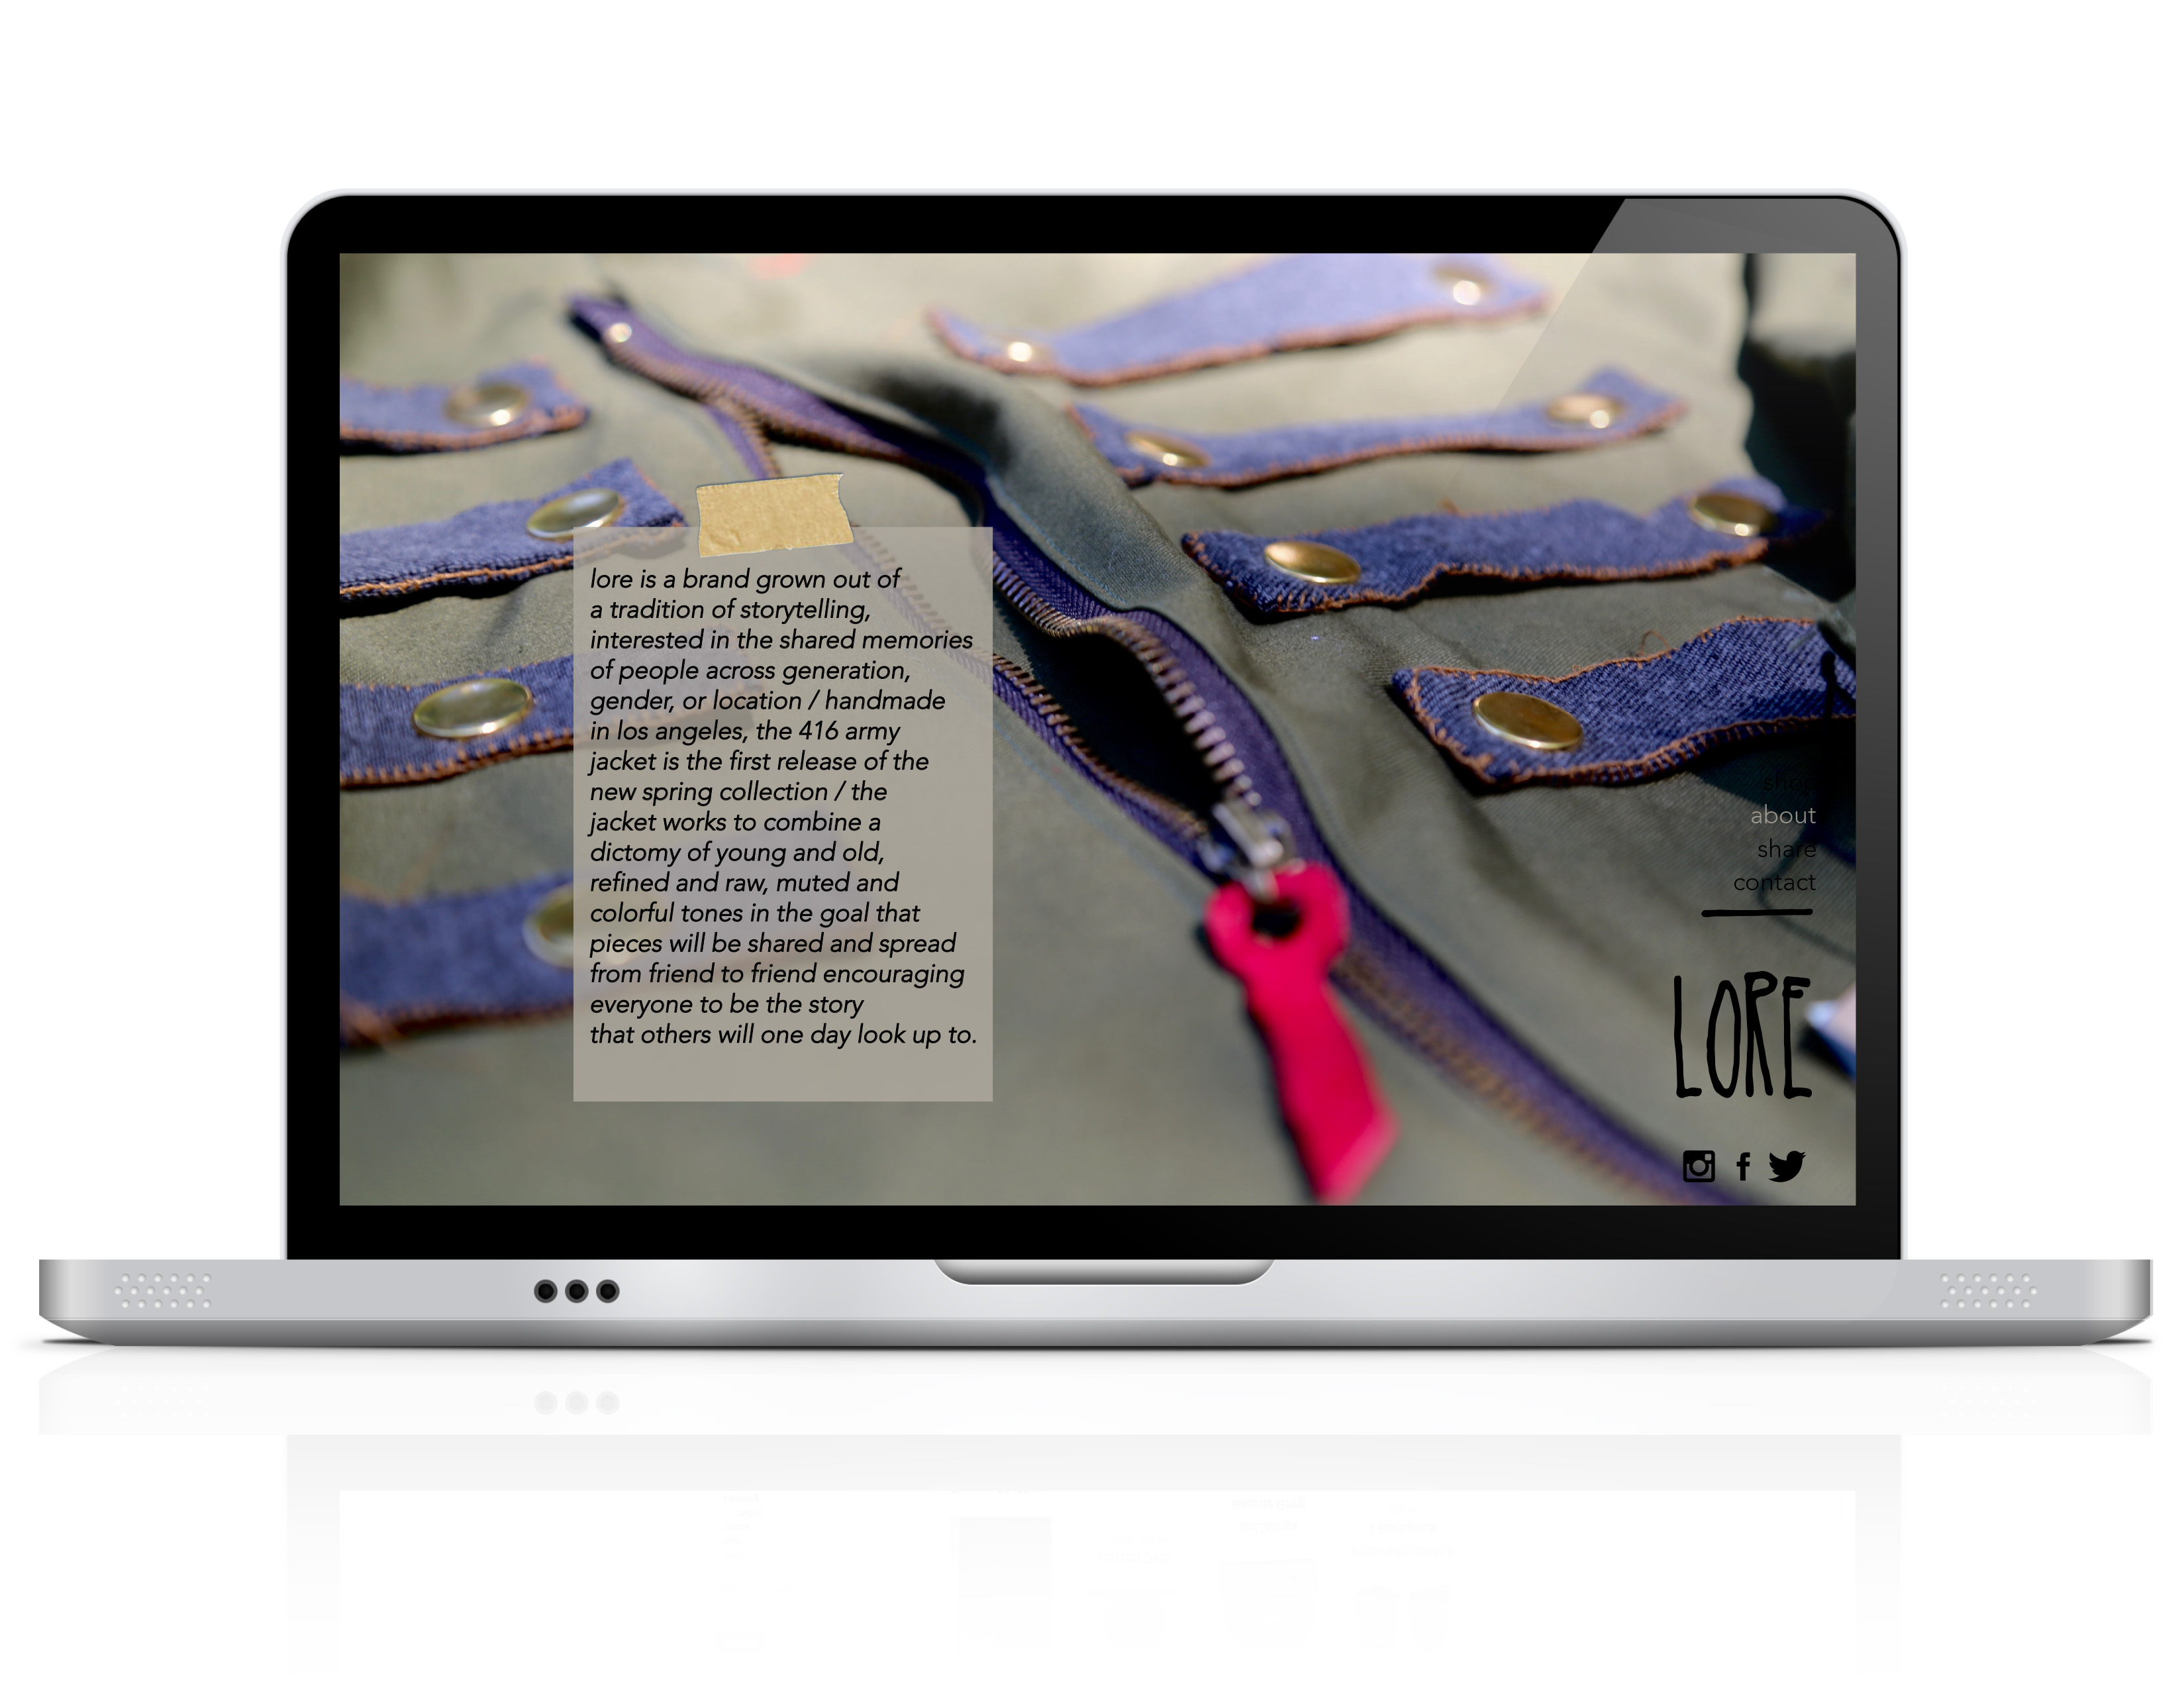 lore is a brand grown out of
a tradition of storytelling,
interested in the shared memories
of people across generation,
gender, or location / handmade
in los angeles, the 416 army
jacket is the first release of the
new spring collection / the
jacket works to combine a
dictomy of young and old,
refined and raw, muted and
colorful tones in the goal that
pieces will be shared and spread
from friend to friend encouraging
everyone to be the story
that others will one day look up to.
shop
about
share
contact
LORE